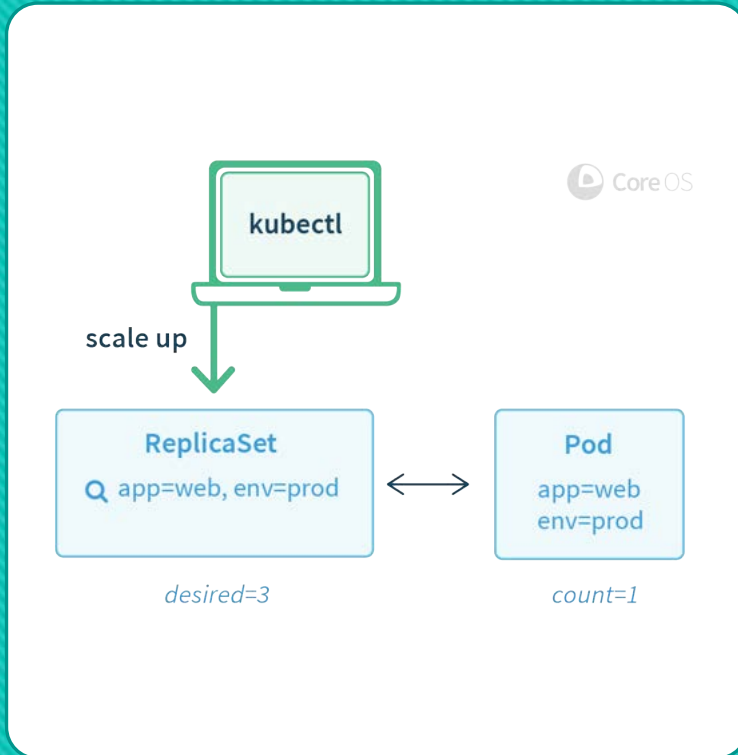 CoreOS
kubectl
scale up
ReplicaSet
app=web, env=prod
desired=3
Pod
app=web
env=prod
count=1